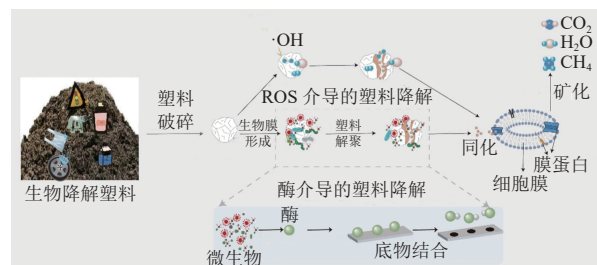 ·OH
CO2
H2O
CH4
塑料
破碎
ROS 介导的塑料降解
矿化
生物膜
形成
塑料
解聚
同化
膜蛋白
细胞膜
生物降解塑料
酶介导的塑料降解
酶
微生物
底物结合